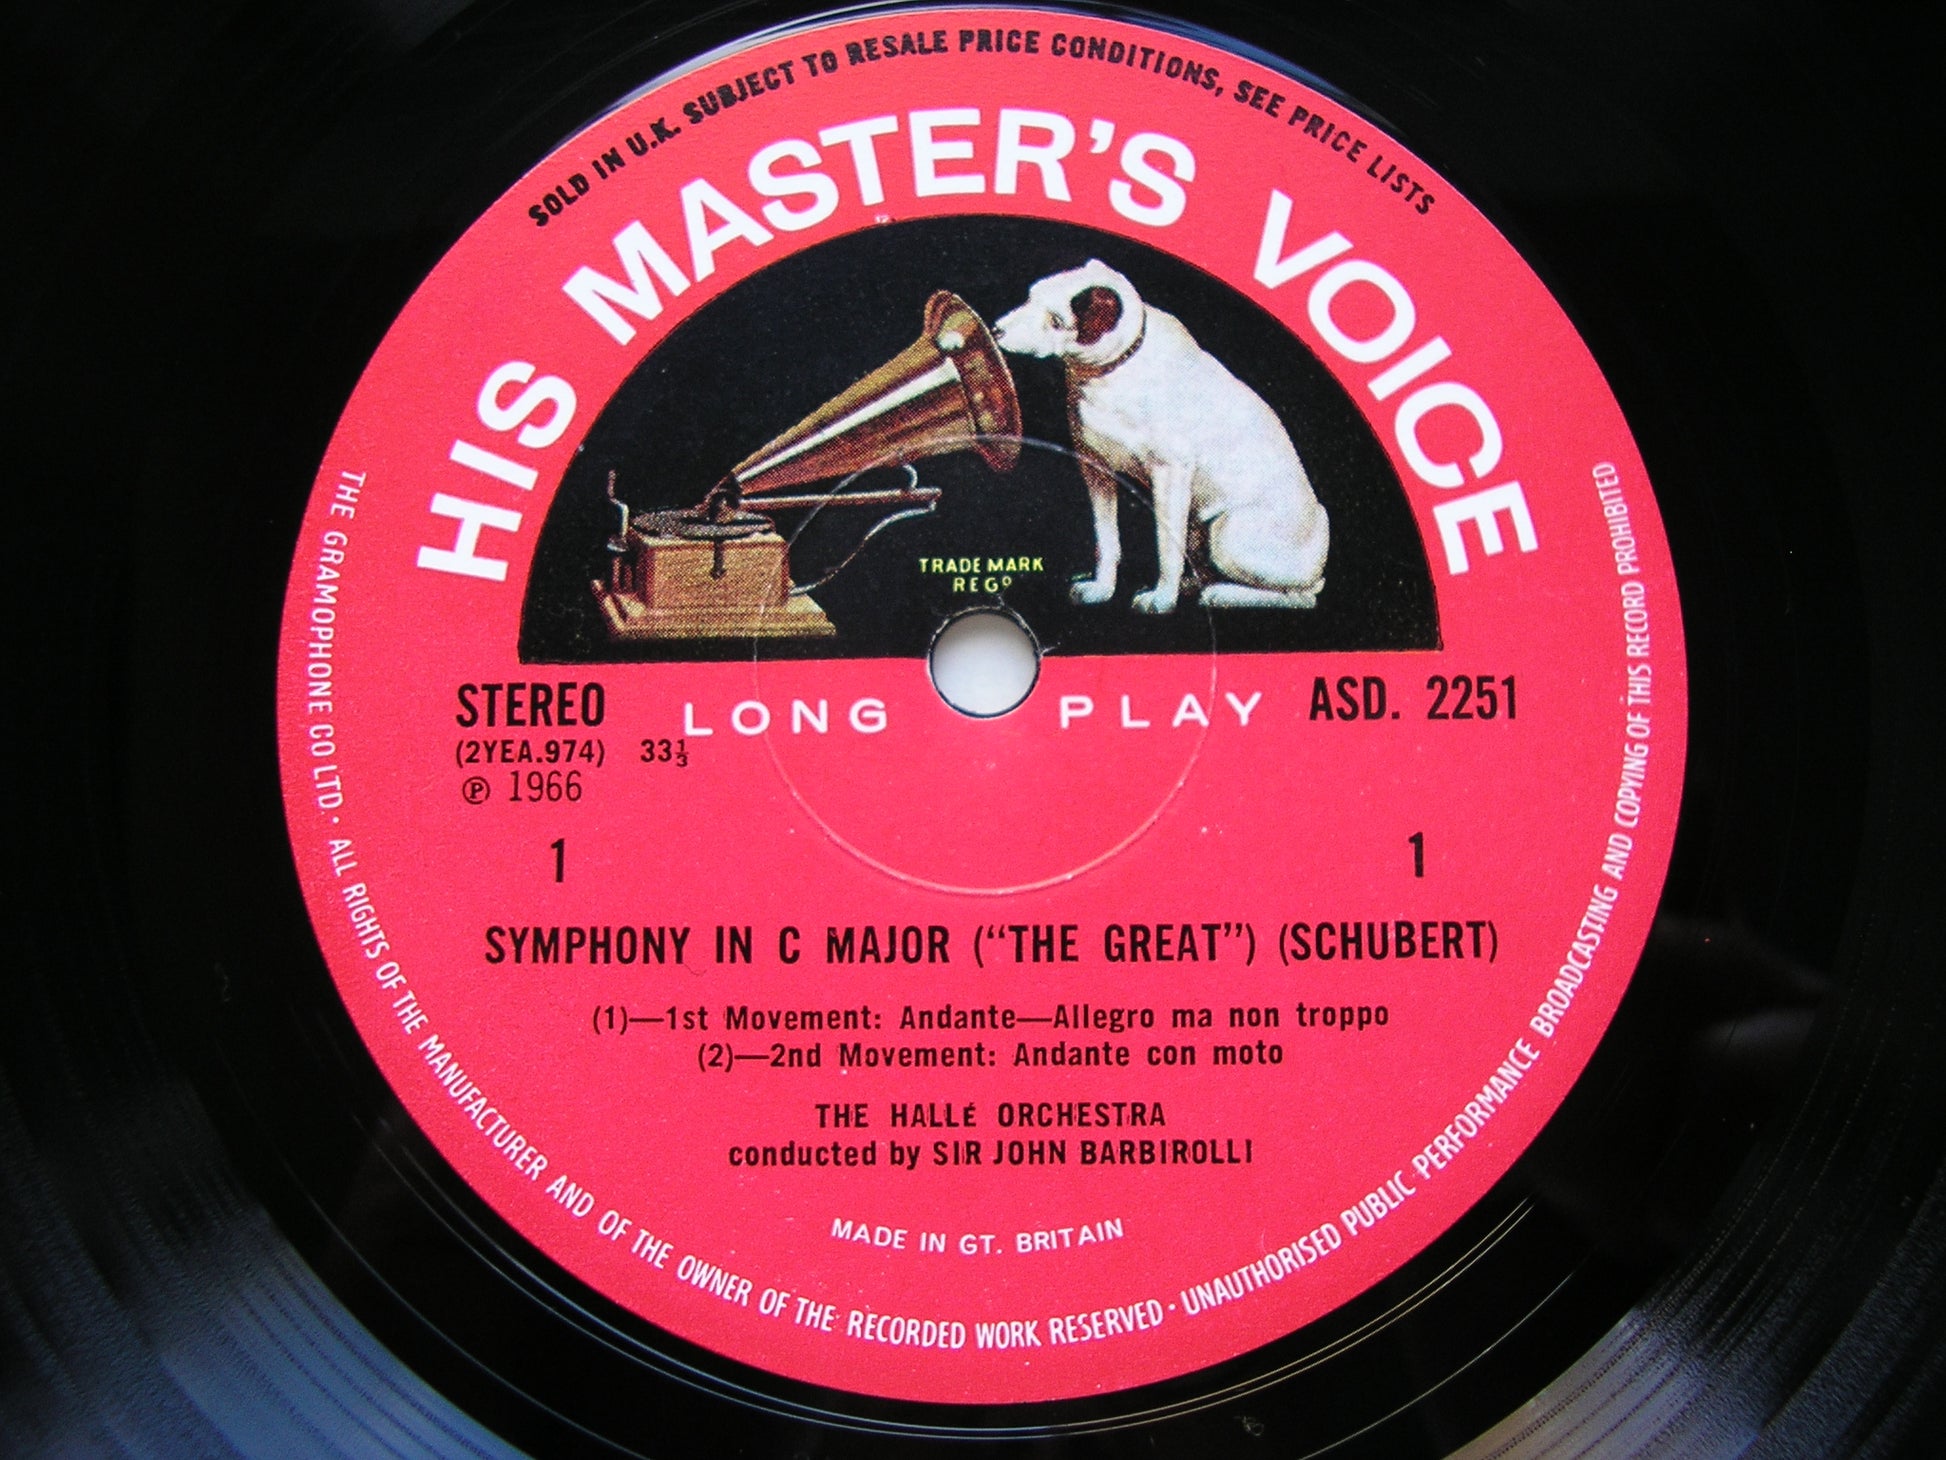 SOLD IN U.K. SUBJECT TO RESALE PRICE CONDITIONS, SEE PRICE LISTS
HIS MASTER'S VOICE
TRADE MARK
REGD
STEREO
LONG PLAY
ASD. 2251
(2YEA.974) 33⅓
℗ 1966
1
1
SYMPHONY IN C MAJOR ("THE GREAT") (SCHUBERT)
(1)—1st Movement: Andante—Allegro ma non troppo
(2)—2nd Movement: Andante con moto
THE HALLÉ ORCHESTRA
conducted by SIR JOHN BARBIROLLI
MADE IN GT. BRITAIN
THE GRAMOPHONE CO LTD. · ALL RIGHTS OF THE MANUFACTURER AND OF THE OWNER OF THE RECORDED WORK RESERVED · UNAUTHORISED PUBLIC PERFORMANCE BROADCASTING AND COPYING OF THIS RECORD PROHIBITED